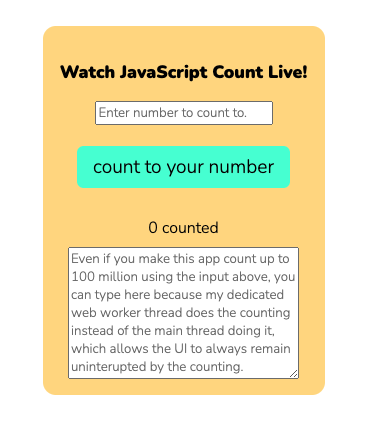 Watch JavaScript Count Live!
Enter number to count to.
count to your number
0 counted
Even if you make this app count up to
100 million using the input above, you
can type here because my dedicated
web worker thread does the counting
instead of the main thread doing it,
which allows the UI to always remain
uninterupted by the counting.